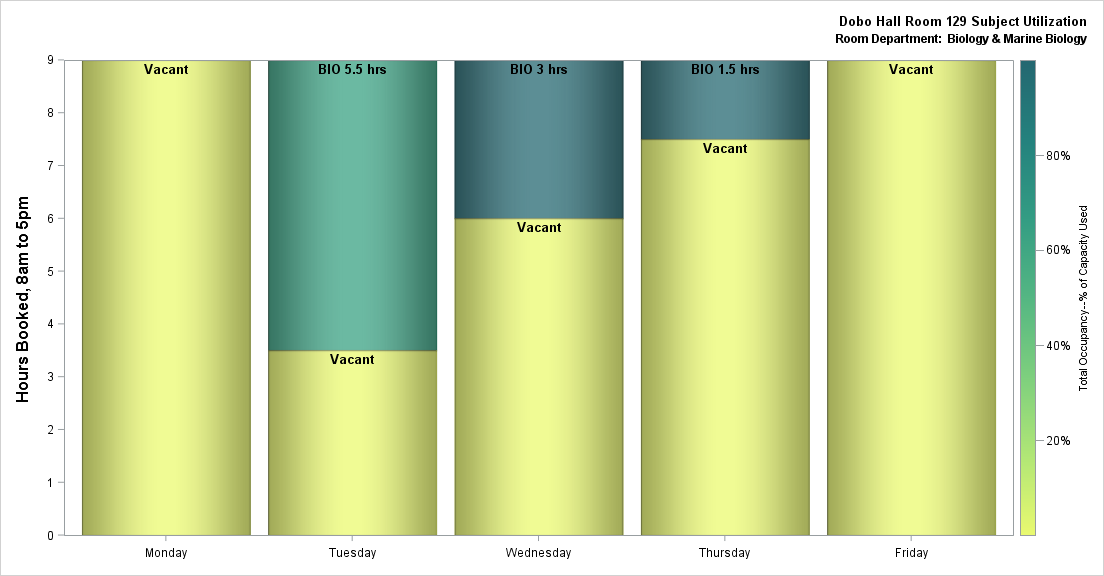 Dobo Hall Room 129 Subject Utilization
Room Department: Biology & Marine Biology
Hours Booked, 8am to 5pm
9
8
7
6
5
4
3
2
1
0
Vacant
BIO 5.5 hrs
BIO 3 hrs
BIO 1.5 hrs
Vacant
Vacant
Vacant
Vacant
Monday
Tuesday
Wednesday
Thursday
Friday
80%
60%
40%
20%
Total Occupancy--% of Capacity Used